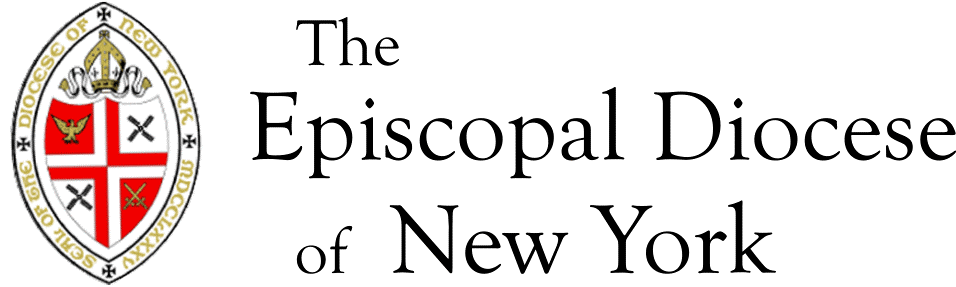 SEAL OF THE ✠ DIOCESE OF ✠ NEW YORK ✠ MDCCLXXXV ✠
The
Episcopal Diocese
of New York